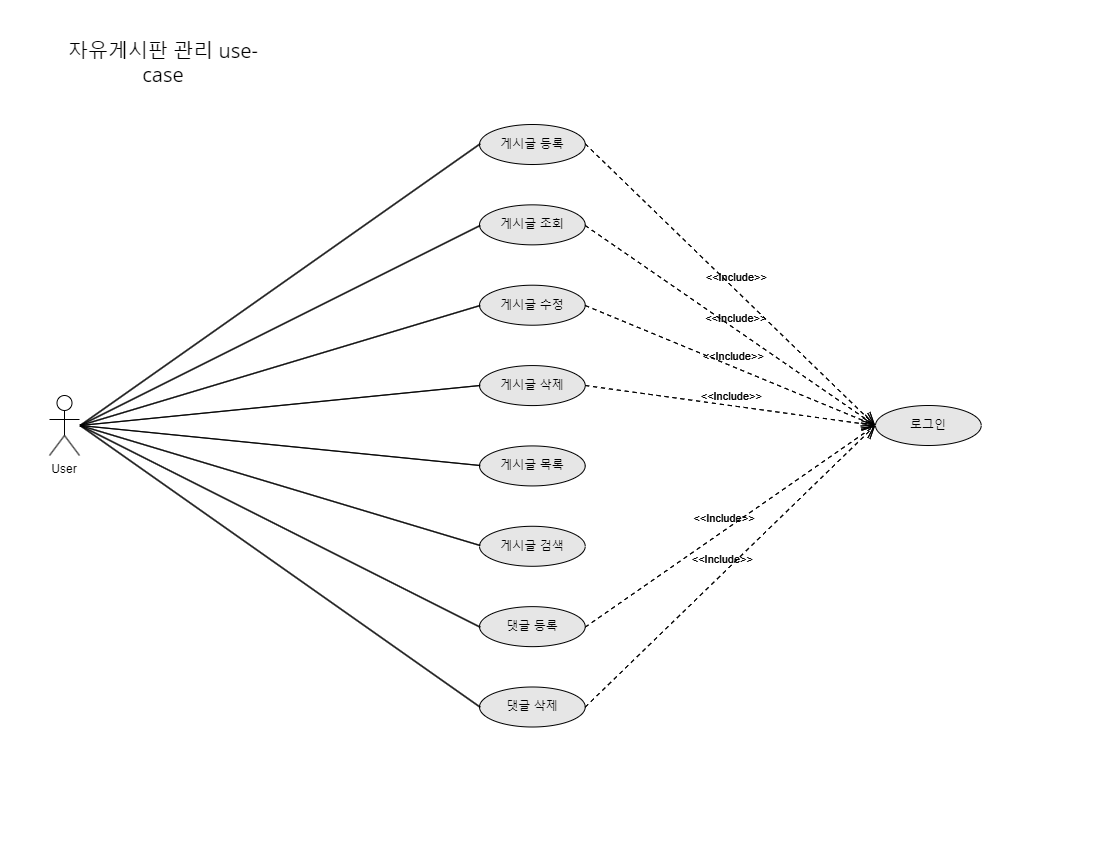 자유게시판 관리 use-
case
게시글 등록
게시글 조회
<<Include>>
게시글 수정
<<Include>>
<<Include>>
게시글 삭제
<<Include>>
로그인
User
게시글 목록
<<Include>>
게시글 검색
<<Include>>
댓글 등록
댓글 삭제